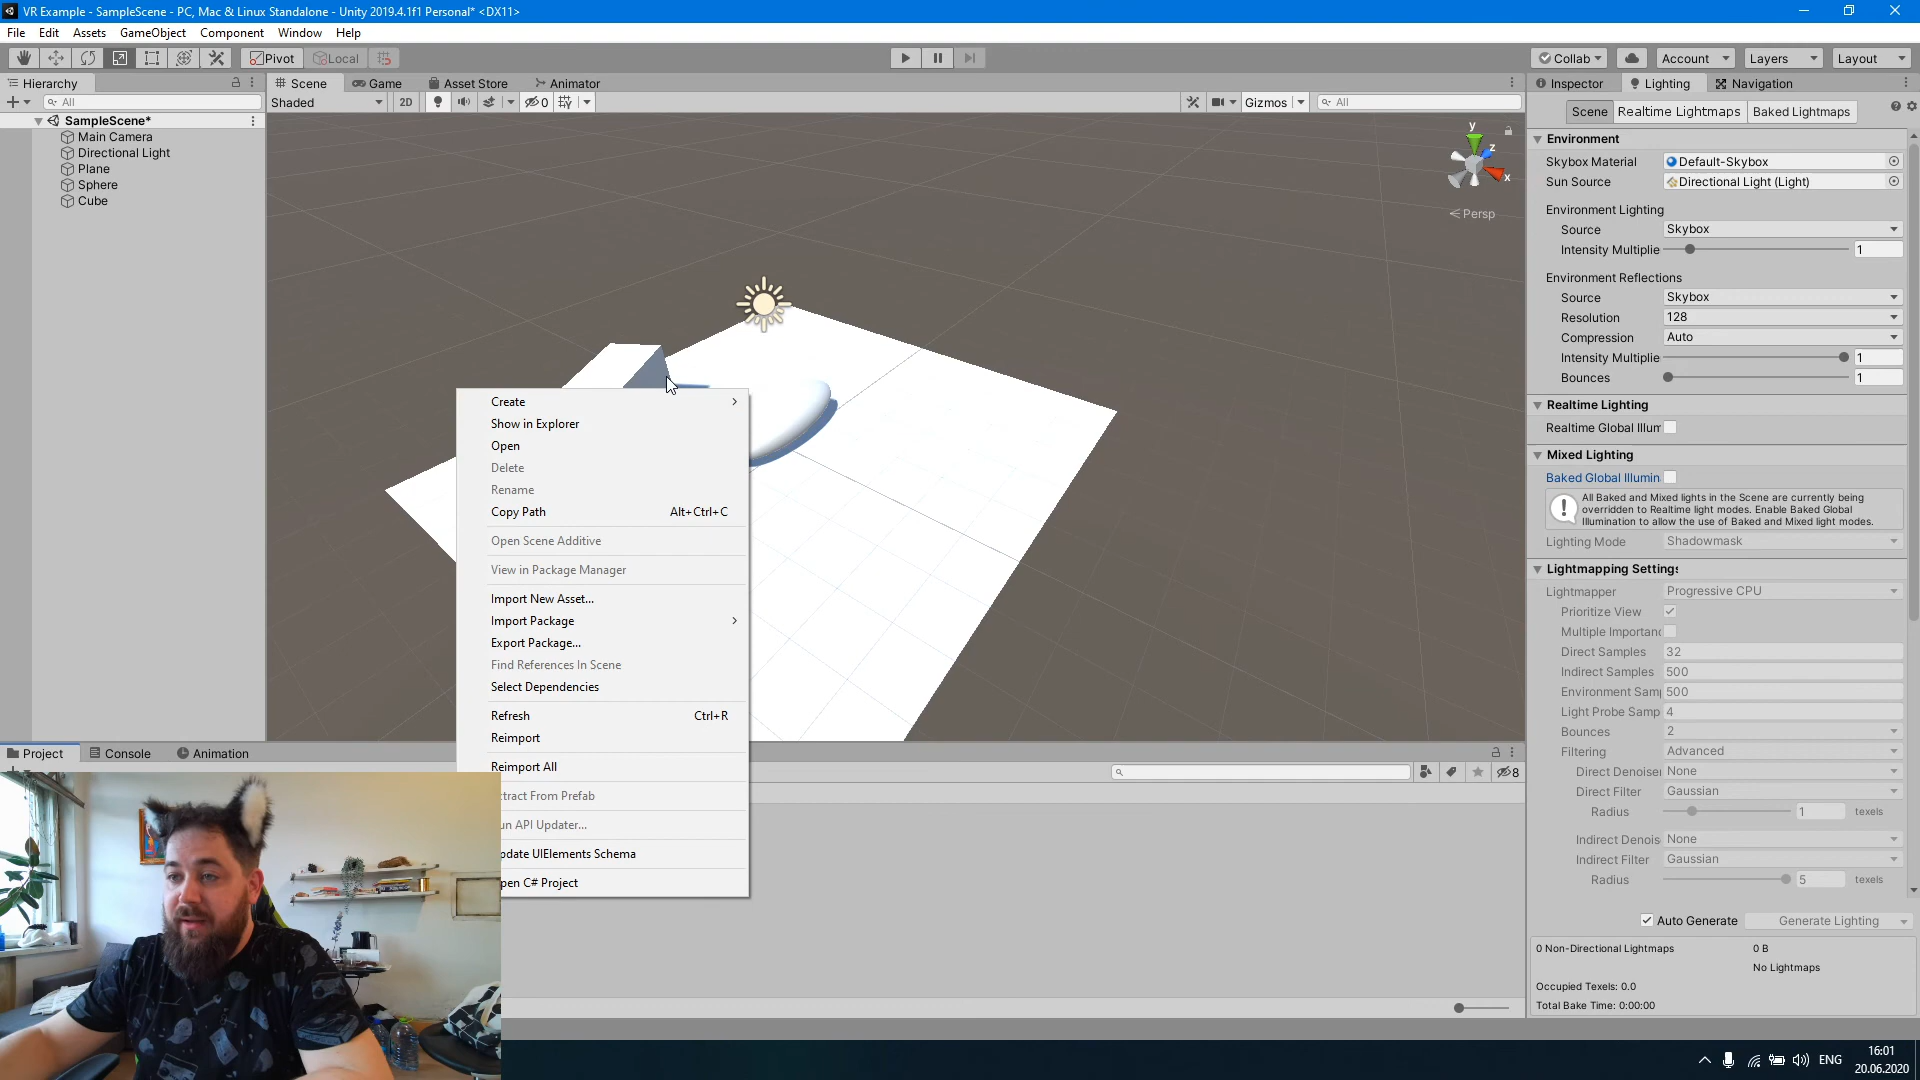 VR Example - SampleScene - PC, Mac & Linux Standalone - Unity 2019.4.1f1 Personal* <DX11>
File Edit Assets GameObject Component Window Help
Pivot Local Collab Account Layers Layout
Hierarchy
All
SampleScene*
Main Camera
Directional Light
Plane
Sphere
Cube
Scene Game Asset Store Animator
Shaded 2D 0 Gizmos All
y
z
x
Persp
Create
Show in Explorer
Open
Delete
Rename
Copy Path Alt+Ctrl+C
Open Scene Additive
View in Package Manager
Import New Asset...
Import Package
Export Package...
Find References In Scene
Select Dependencies
Refresh Ctrl+R
Reimport
Reimport All
tract From Prefab
un API Updater...
pdate UIElements Schema
pen C# Project
Project Console Animation
8
Inspector Lighting Navigation
Scene Realtime Lightmaps Baked Lightmaps
Environment
Skybox Material Default-Skybox
Sun Source Directional Light (Light)
Environment Lighting
Source Skybox
Intensity Multiplie 1
Environment Reflections
Source Skybox
Resolution 128
Compression Auto
Intensity Multiplie 1
Bounces 1
Realtime Lighting
Realtime Global Illum
Mixed Lighting
Baked Global Illumin
All Baked and Mixed lights in the Scene are currently being
overridden to Realtime light modes. Enable Baked Global
Illumination to allow the use of Baked and Mixed light modes.
Lighting Mode Shadowmask
Lightmapping Settings
Lightmapper Progressive CPU
Prioritize View
Multiple Importanc
Direct Samples 32
Indirect Samples 500
Environment Samp 500
Light Probe Samp 4
Bounces 2
Filtering Advanced
Direct Denoiser None
Direct Filter Gaussian
Radius 1 texels
Indirect Denois None
Indirect Filter Gaussian
Radius 5 texels
Auto Generate Generate Lighting
0 Non-Directional Lightmaps 0 B
No Lightmaps
Occupied Texels: 0.0
Total Bake Time: 0:00:00
ENG
16:01
20.06.2020